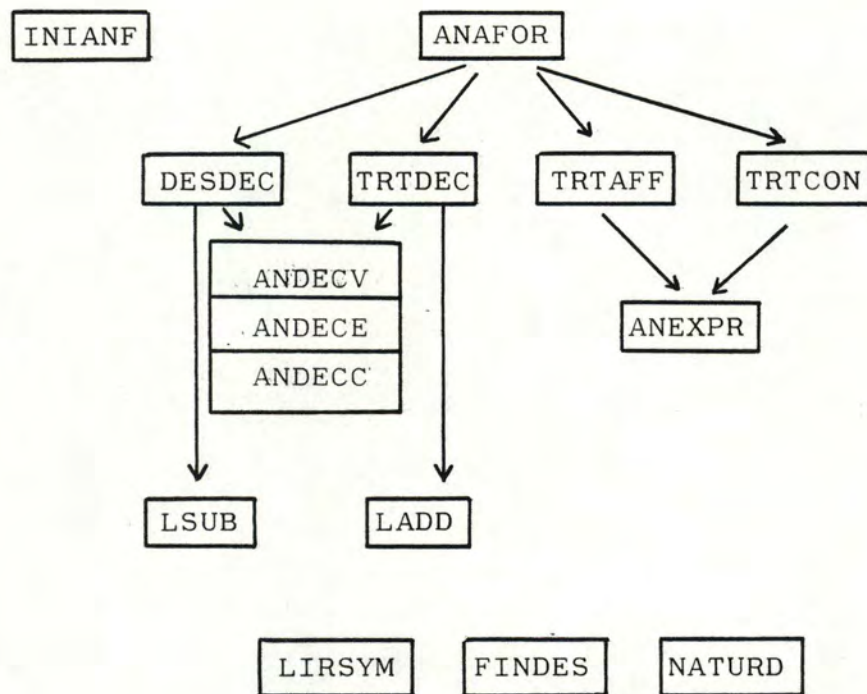 INIANF
ANAFOR
DESDEC
TRTDEC
TRTAFF
TRTCON
ANDECV
ANDECE
ANDECC
ANEXPR
LSUB
LADD
LIRSYM
FINDES
NATURD